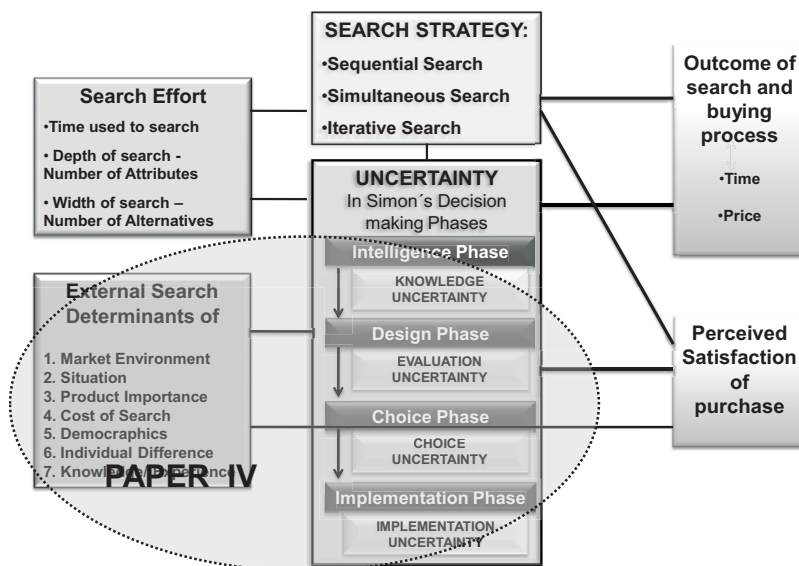 SEARCH STRATEGY:
•Sequential Search
•Simultaneous Search
•Iterative Search
Search Effort
•Time used to search
• Depth of search -
Number of Attributes
• Width of search –
Number of Alternatives
Outcome of
search and
buying
process
•Time
•Price
UNCERTAINTY
In Simon´s Decision
making Phases
Intelligence Phase
KNOWLEDGE
UNCERTAINTY
Design Phase
EVALUATION
UNCERTAINTY
Choice Phase
CHOICE
UNCERTAINTY
Implementation Phase
IMPLEMENTATION
UNCERTAINTY
External Search
Determinants of
1. Market Environment
2. Situation
3. Product Importance
4. Cost of Search
5. Democraphics
6. Individual Difference
7. Knowledge/Experience
PAPER IV
Perceived
Satisfaction
of
purchase